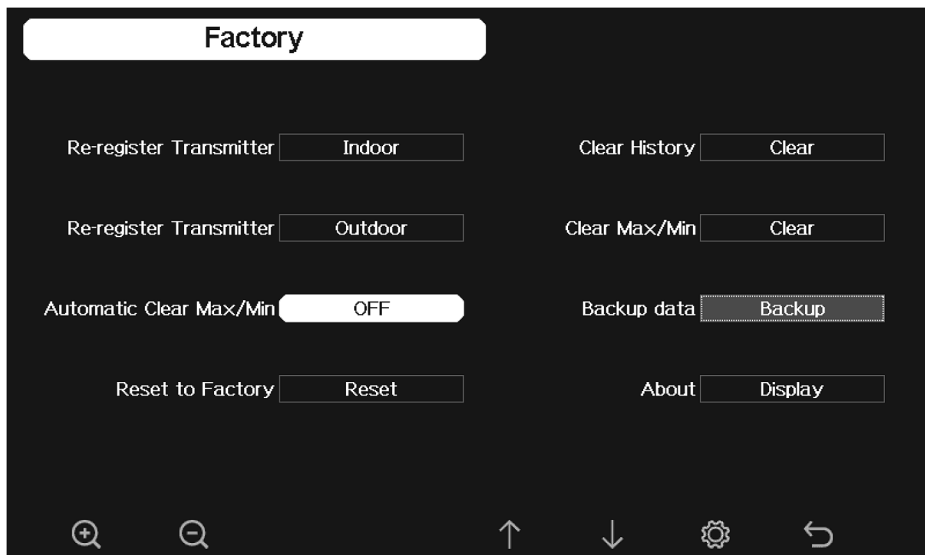 Factory
Re-register Transmitter Indoor
Clear History Clear
Re-register Transmitter Outdoor
Clear Max/Min Clear
Automatic Clear Max/Min OFF
Backup data Backup
Reset to Factory Reset
About Display